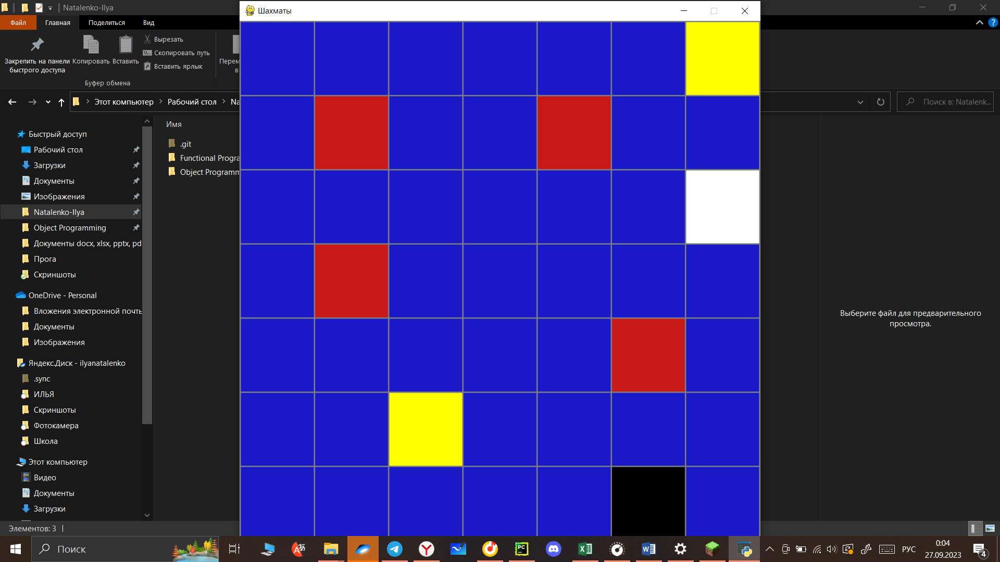 Natalenko-Ilya
Шахматы
Файл
Главная
Поделиться
Вид
Закрепить на панели
быстрого доступа
Копировать
Вставить
Вырезать
Скопировать путь
Вставить ярлык
Перем
в
Буфер обмена
Этот компьютер
Рабочий стол
Na
Поиск в: Natalenk...
Имя
.git
Functional Progra
Object Programm
Быстрый доступ
Рабочий стол
Загрузки
Документы
Изображения
Natalenko-Ilya
Object Programming
Документы docx, xlsx, pptx, pd
Прога
Скриншоты
OneDrive - Personal
Вложения электронной почть
Документы
Изображения
Яндекс.Диск - ilyanatalenko
.sync
ИЛЬЯ
Скриншоты
Фотокамера
Школа
Этот компьютер
Видео
Документы
Загрузки
Выберите файл для предварительного
просмотра.
Элементов: 3
Поиск
РУС
0:04
27.09.2023
4